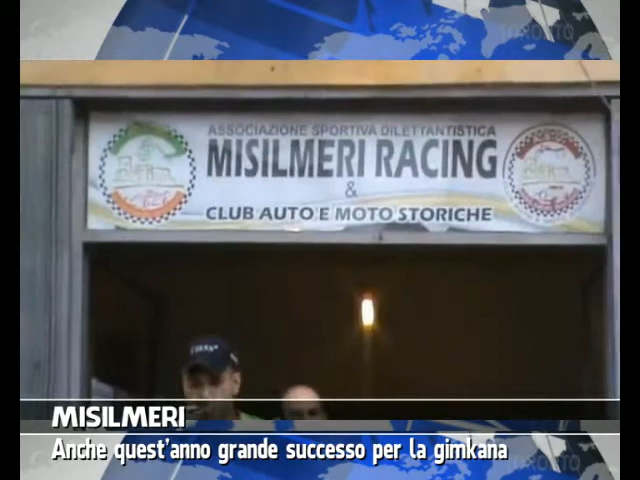 ASSOCIAZIONE SPORTIVA DILETTANTISTICA
MISILMERI RACING
&
CLUB AUTO E MOTO STORICHE
MISILMERI
Anche quest'anno grande successo per la gimkana